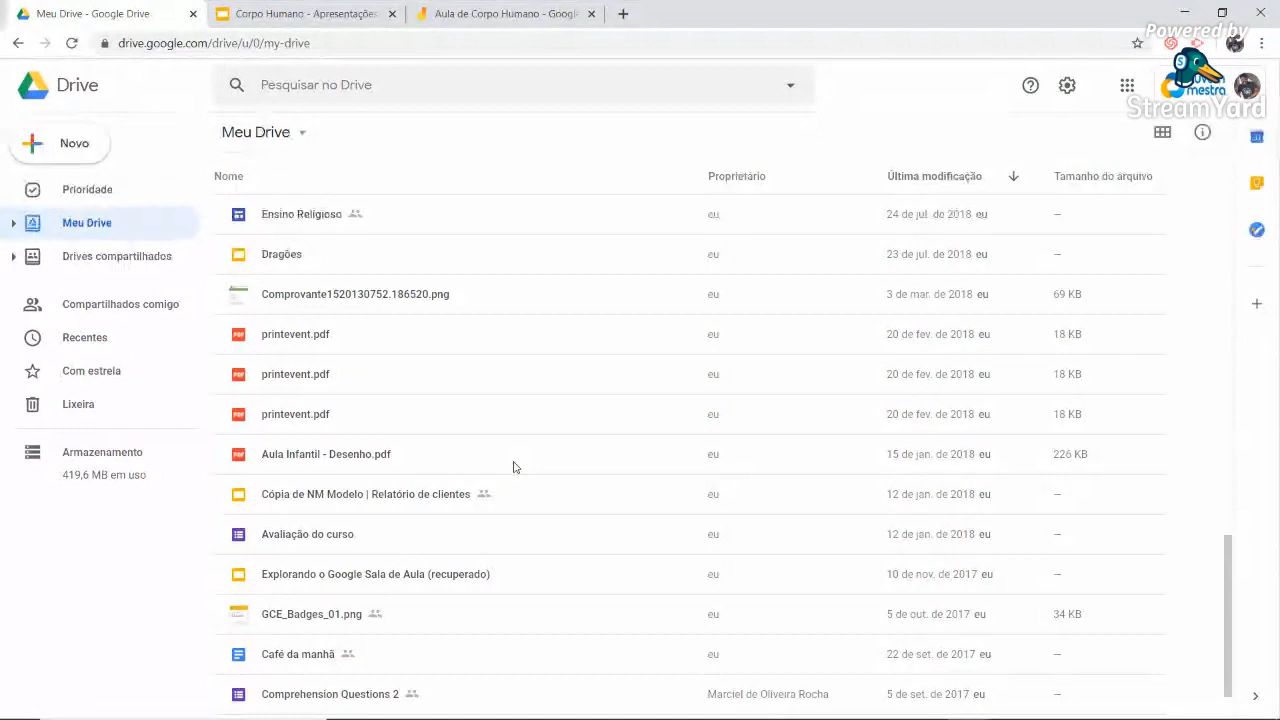 Meu Drive - Google Drive
Corpo Humano - Apresentações
Aula de Corpo Humano - Googl
drive.google.com/drive/u/0/my-drive
Powered by
StreamYard
Drive
Pesquisar no Drive
mestra
Novo
Meu Drive
Nome
Proprietário
Última modificação
Tamanho do arquivo
Prioridade
Meu Drive
Drives compartilhados
Compartilhados comigo
Recentes
Com estrela
Lixeira
Armazenamento
419,6 MB em uso
Ensino Religioso eu 24 de jul. de 2018 eu –
Dragões eu 23 de jul. de 2018 eu –
Comprovante1520130752.186520.png eu 3 de mar. de 2018 eu 69 KB
PDF printevent.pdf eu 20 de fev. de 2018 eu 18 KB
PDF printevent.pdf eu 20 de fev. de 2018 eu 18 KB
PDF printevent.pdf eu 20 de fev. de 2018 eu 18 KB
PDF Aula Infantil - Desenho.pdf eu 15 de jan. de 2018 eu 226 KB
Cópia de NM Modelo | Relatório de clientes eu 12 de jan. de 2018 eu –
Avaliação do curso eu 12 de jan. de 2018 eu –
Explorando o Google Sala de Aula (recuperado) eu 10 de nov. de 2017 eu –
GCE_Badges_01.png eu 5 de out. de 2017 eu 34 KB
Café da manhã eu 22 de set. de 2017 eu –
Comprehension Questions 2 Marciel de Oliveira Rocha 5 de set. de 2017 eu –